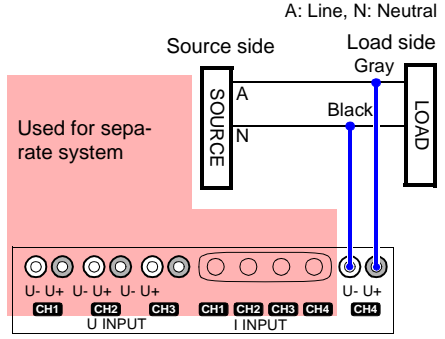 A: Line, N: Neutral
Source side
Load side
Gray
A
Black
N
SOURCE
LOAD
Used for sepa-
rate system
U- U+ U- U+ U- U+
U- U+
CH1 CH2 CH3 CH1 CH2 CH3 CH4 CH4
U INPUT I INPUT